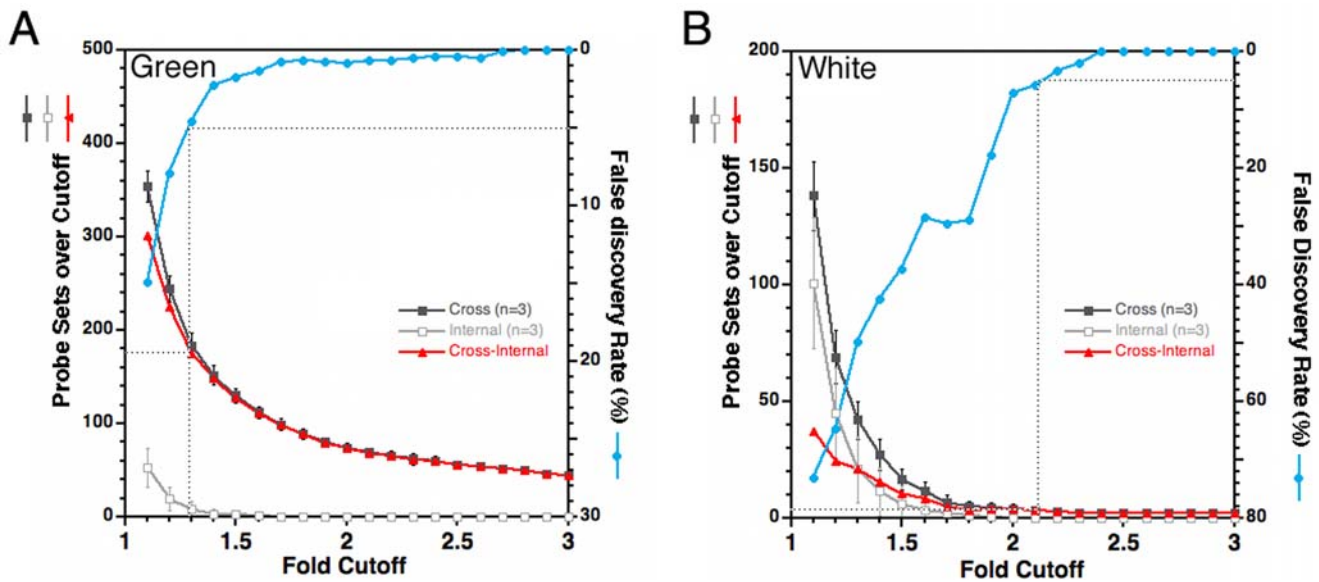 A
Green
500
400
300
200
100
0
Probe Sets over Cutoff
Cross (n=3)
Internal (n=3)
Cross-Internal
0
10
20
30
False discovery Rate (%)
1
1.5
2
2.5
3
Fold Cutoff
B
White
200
150
100
50
0
Probe Sets over Cutoff
Cross (n=3)
Internal (n=3)
Cross-Internal
0
20
40
60
80
False Discovery Rate (%)
1
1.5
2
2.5
3
Fold Cutoff